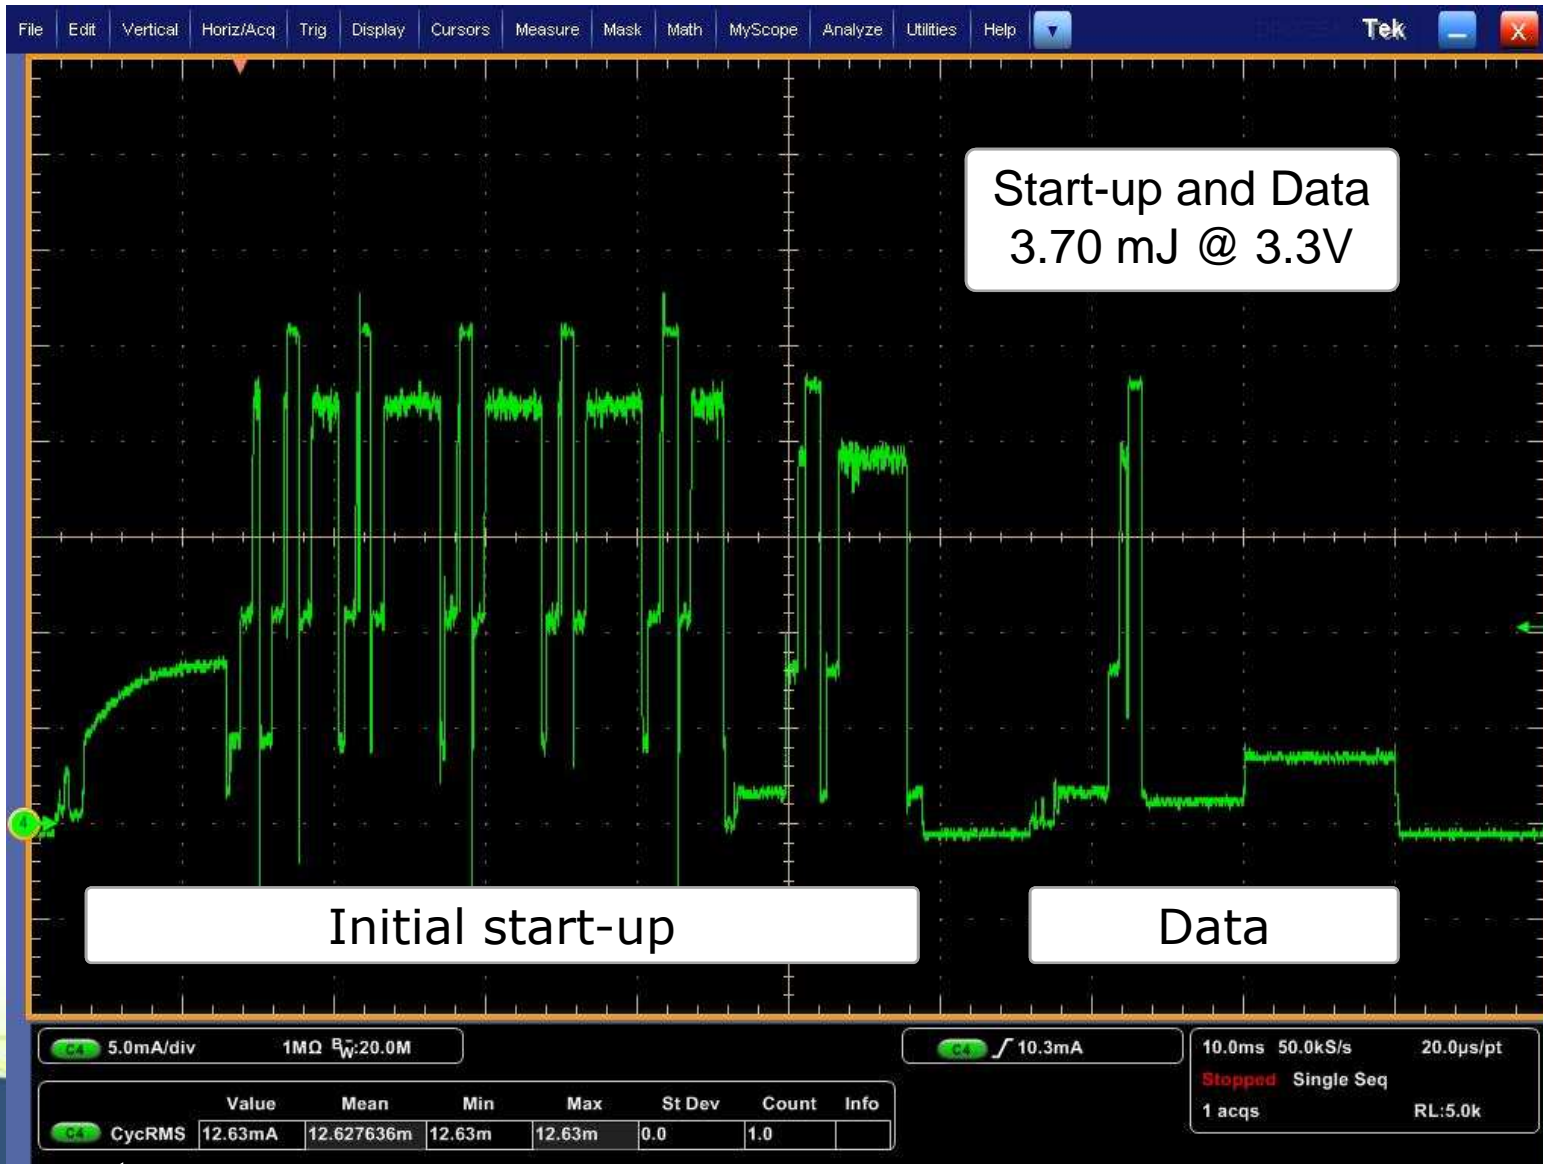 File Edit Vertical Horiz/Acq Trig Display Cursors Measure Mask Math MyScope Analyze Utilities Help Tek X
Start-up and Data
3.70 mJ @ 3.3V
4
Initial start-up
Data
C4 5.0mA/div 1MΩ BW:20.0M
C4 10.3mA
10.0ms 50.0kS/s 20.0µs/pt
Stopped Single Seq
1 acqs RL:5.0k
Value Mean Min Max St Dev Count Info
C4 CycRMS 12.63mA 12.627636m 12.63m 12.63m 0.0 1.0